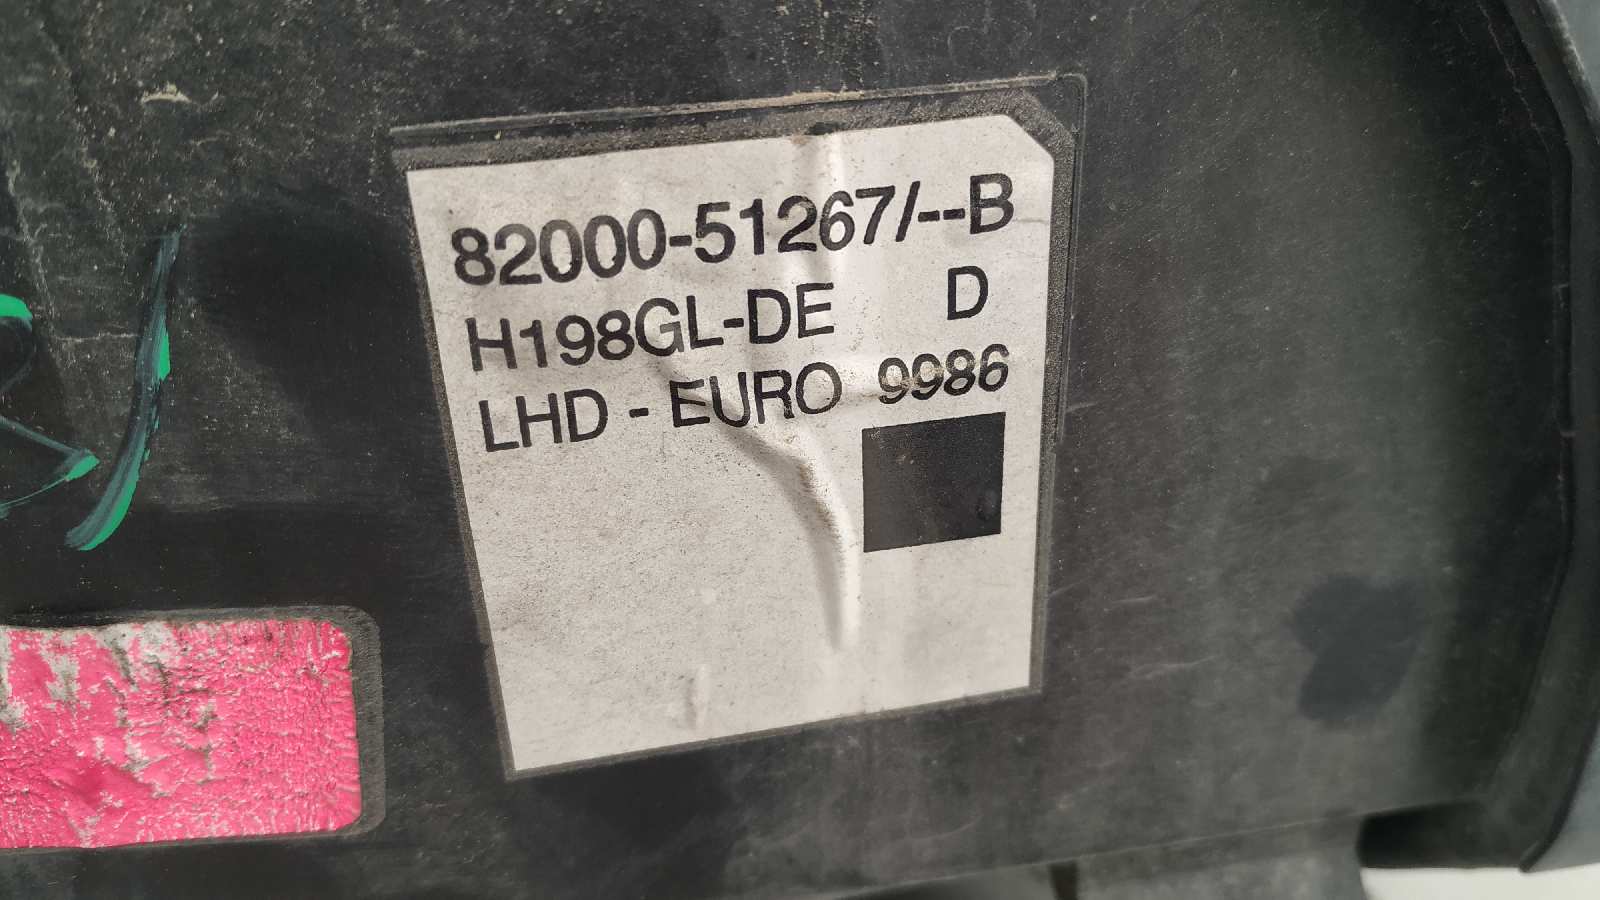 82000-51267/--B
H198GL-DE D
LHD - EURO 9986